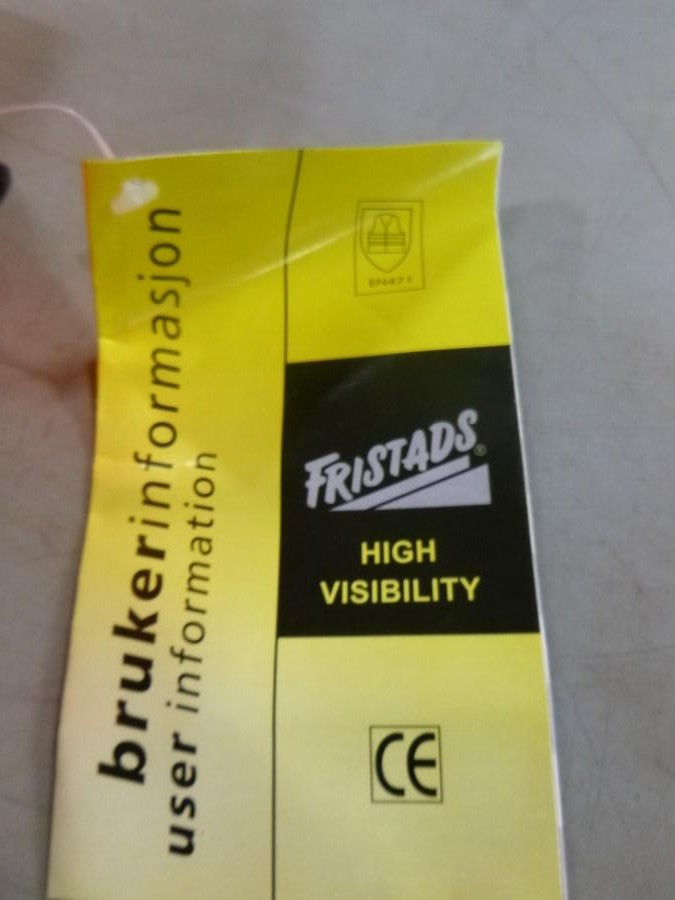 brukerinformasjon
user information
EN471
FRISTADS®
HIGH
VISIBILITY
CE